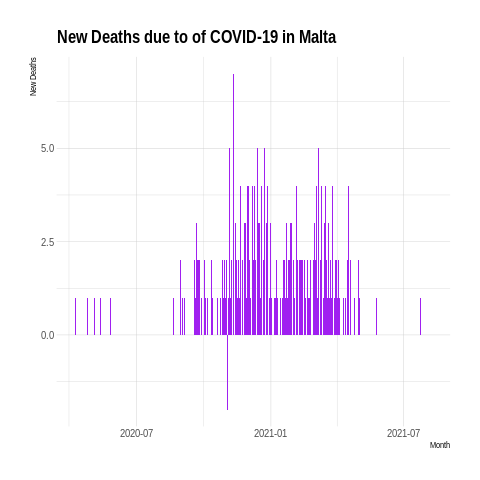 New Deaths due to of COVID-19 in Malta
New Deaths
5.0
2.5
0.0
2020-07
2021-01
2021-07
Month